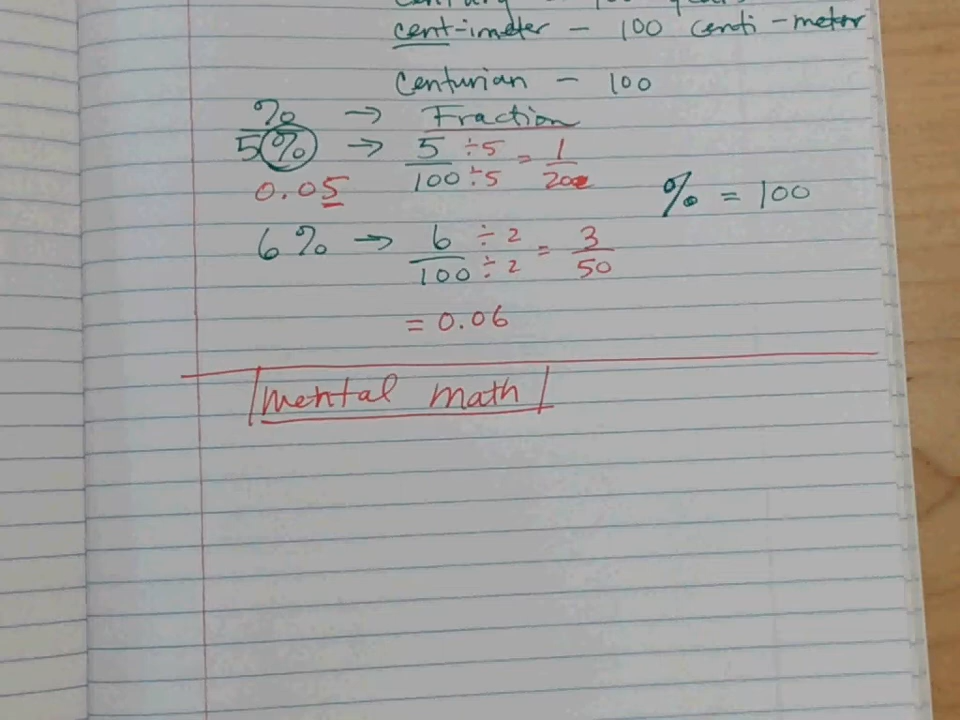 cent-imeter - 100 centi-meter
Centurian - 100
% → Fraction
5% → 5/100 ÷5/÷5 = 1/20
0.05
% = 100
6% → 6/100 ÷2/÷2 = 3/50
= 0.06
mental math